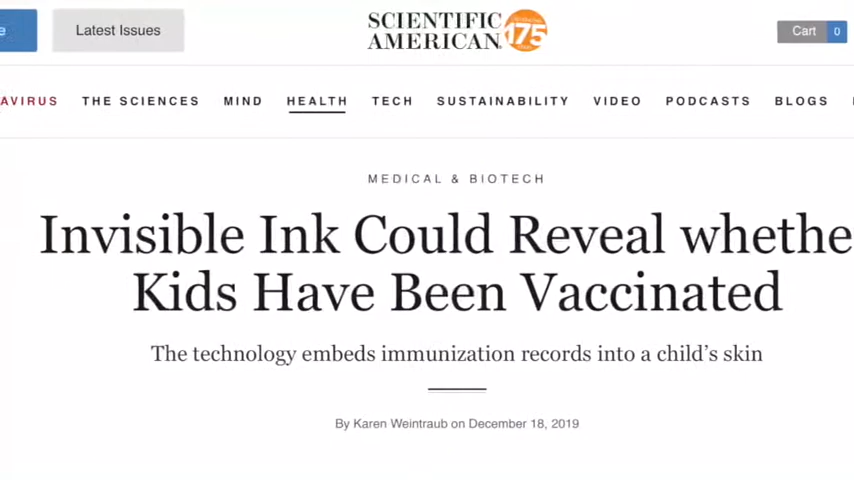 e
Latest Issues
SCIENTIFIC
AMERICAN
175
Cart 0
AVIRUS THE SCIENCES MIND HEALTH TECH SUSTAINABILITY VIDEO PODCASTS BLOGS
MEDICAL & BIOTECH
Invisible Ink Could Reveal whethe
Kids Have Been Vaccinated
The technology embeds immunization records into a child's skin
By Karen Weintraub on December 18, 2019